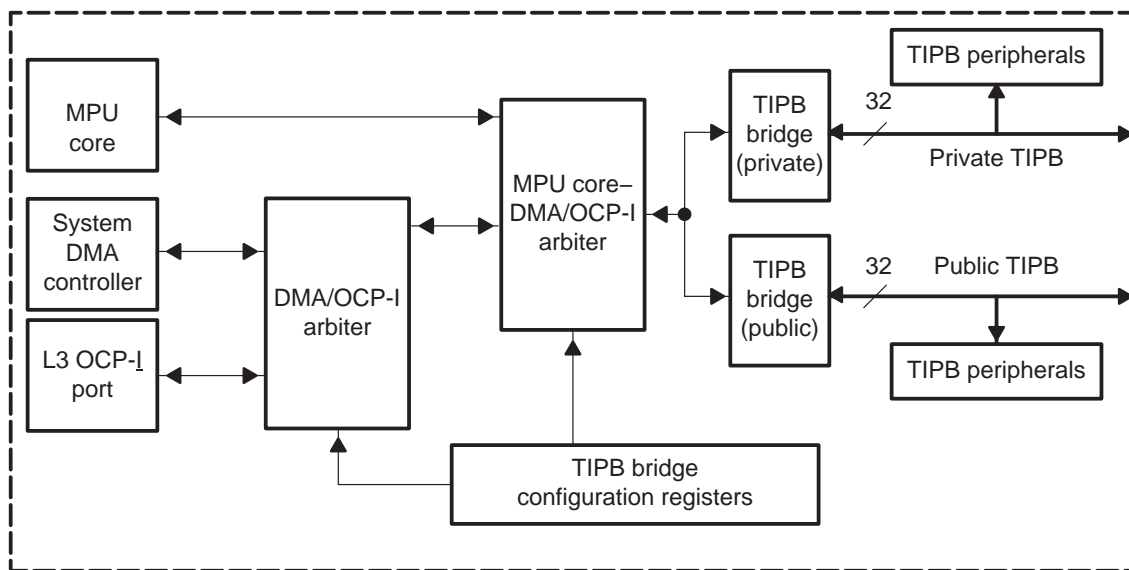 MPU
core
System
DMA
controller
L3 OCP-I
port
DMA/OCP-I
arbiter
MPU core–
DMA/OCP-I
arbiter
TIPB
bridge
(private)
32
TIPB peripherals
Private TIPB
TIPB
bridge
(public)
32
Public TIPB
TIPB peripherals
TIPB bridge
configuration registers